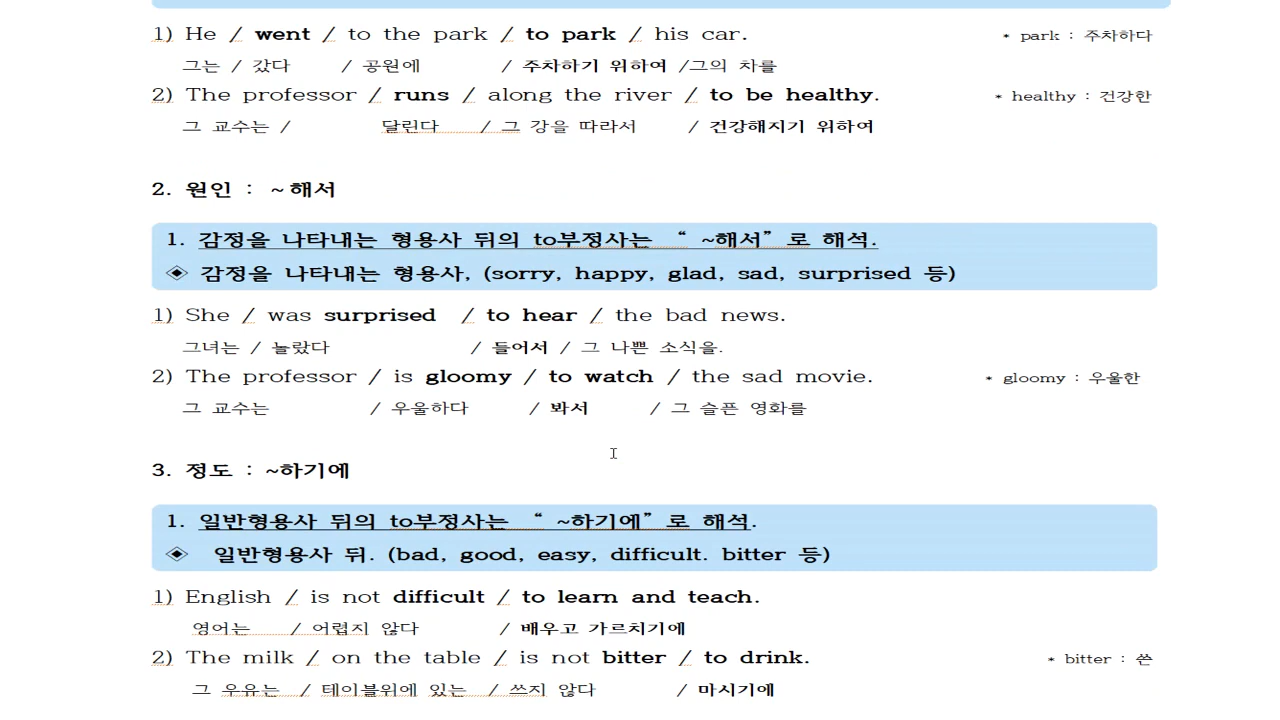 1) He / went / to the park / to park / his car. * park : 주차하다
그는 / 갔다 / 공원에 / 주차하기 위하여 /그의 차를
2) The professor / runs / along the river / to be healthy. * healthy : 건강한
그 교수는 / 달린다 / 그 강을 따라서 / 건강해지기 위하여
2. 원인 : ~해서
1. 감정을 나타내는 형용사 뒤의 to부정사는 “ ~해서”로 해석.
◈ 감정을 나타내는 형용사, (sorry, happy, glad, sad, surprised 등)
1) She / was surprised / to hear / the bad news.
그녀는 / 놀랐다 / 들어서 / 그 나쁜 소식을.
2) The professor / is gloomy / to watch / the sad movie. * gloomy : 우울한
그 교수는 / 우울하다 / 봐서 / 그 슬픈 영화를
3. 정도 : ~하기에
1. 일반형용사 뒤의 to부정사는 “ ~하기에”로 해석.
◈ 일반형용사 뒤. (bad, good, easy, difficult. bitter 등)
1) English / is not difficult / to learn and teach.
영어는 / 어렵지 않다 / 배우고 가르치기에
2) The milk / on the table / is not bitter / to drink. * bitter : 쓴
그 우유는 / 테이블위에 있는 / 쓰지 않다 / 마시기에